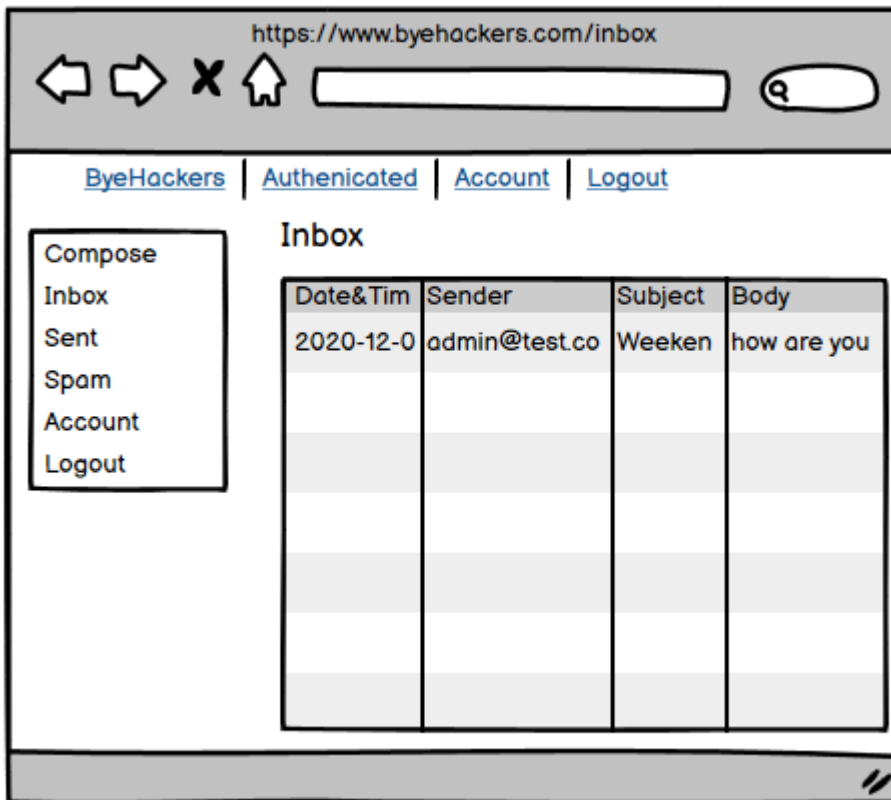 https://www.byehackers.com/inbox
ByeHackers Authenicated Account Logout
Inbox
Compose
Inbox
Sent
Spam
Account
Logout
Date&Tim Sender Subject Body
2020-12-0 admin@test.co Weeken how are you